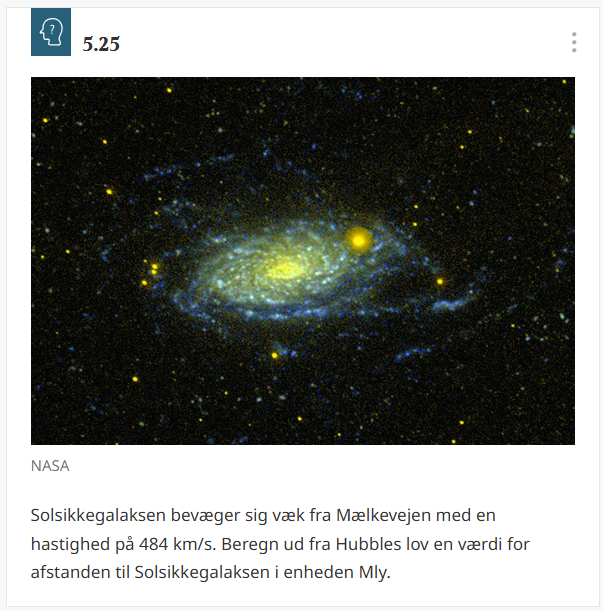 ?
5.25
NASA
Solsikkegalaksen bevæger sig væk fra Mælkevejen med en
hastighed på 484 km/s. Beregn ud fra Hubbles lov en værdi for
afstanden til Solsikkegalaksen i enheden Mly.